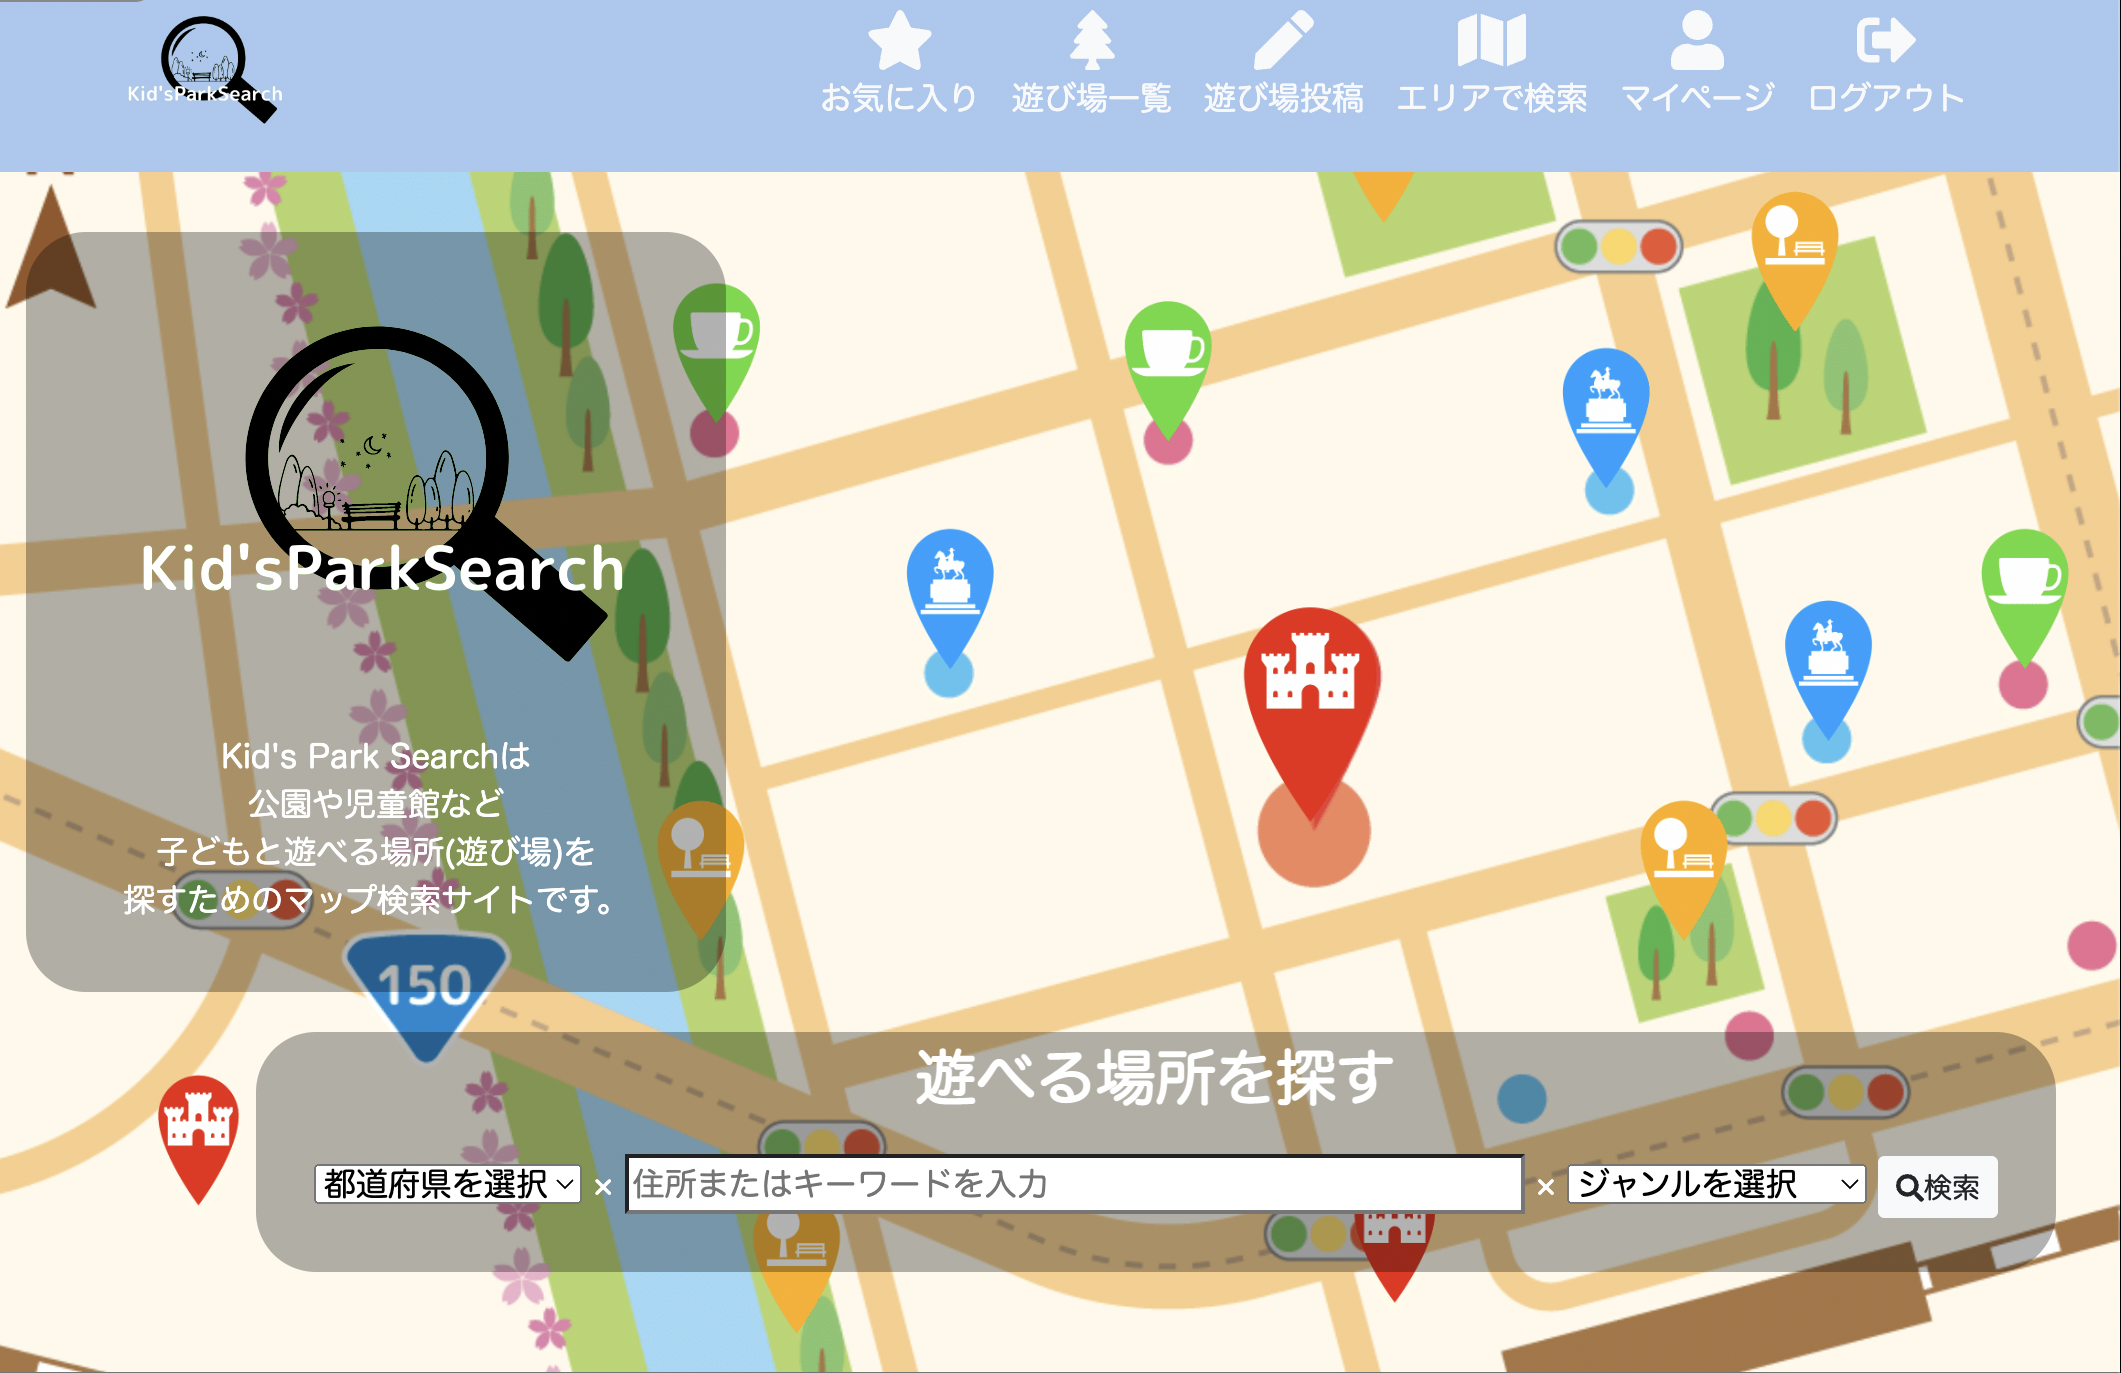 Kid'sParkSearch
お気に入り
遊び場一覧
遊び場投稿
エリアで検索
マイページ
ログアウト
Kid'sParkSearch
Kid's Park Searchは
公園や児童館など
子どもと遊べる場所(遊び場)を
探すためのマップ検索サイトです。
150
遊べる場所を探す
都道府県を選択 × 住所またはキーワードを入力 × ジャンルを選択 検索